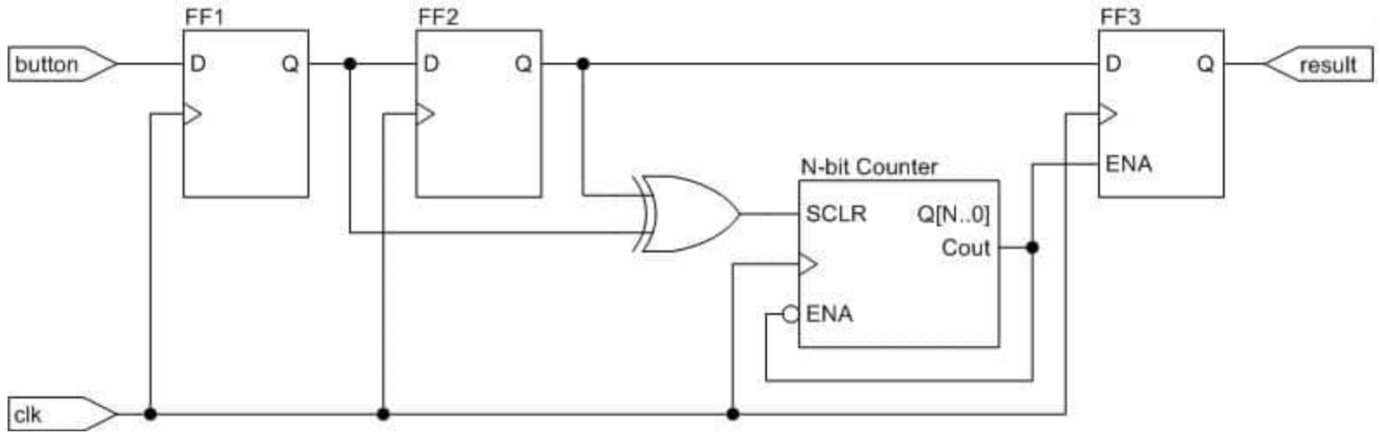 FF1
FF2
FF3
button
D
Q
D
Q
D
Q
result
ENA
N-bit Counter
SCLR
Q[N..0]
Cout
ENA
clk